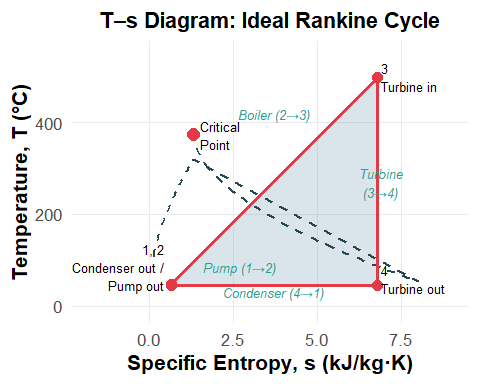 T–s Diagram: Ideal Rankine Cycle
Temperature, T (°C)
400
200
0
3
Turbine in
Boiler (2→3)
Critical
Point
Turbine
(3→4)
1, 2
Condenser out /
Pump out
Pump (1→2)
4
Turbine out
Condenser (4→1)
0.0
2.5
5.0
7.5
Specific Entropy, s (kJ/kg·K)